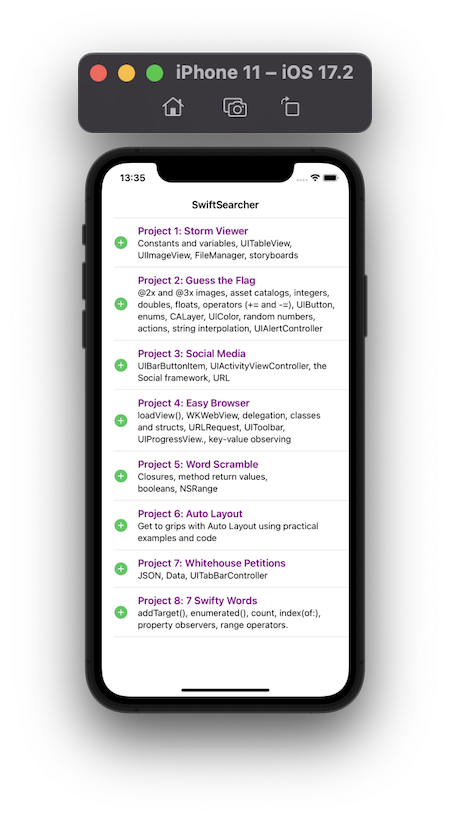 iPhone 11 – iOS 17.2
13:35
SwiftSearcher
Project 1: Storm Viewer
Constants and variables, UITableView,
UIImageView, FileManager, storyboards
Project 2: Guess the Flag
@2x and @3x images, asset catalogs, integers,
doubles, floats, operators (+= and -=), UIButton,
enums, CALayer, UIColor, random numbers,
actions, string interpolation, UIAlertController
Project 3: Social Media
UIBarButtonItem, UIActivityViewController, the
Social framework, URL
Project 4: Easy Browser
loadView(), WKWebView, delegation, classes
and structs, URLRequest, UIToolbar,
UIProgressView., key-value observing
Project 5: Word Scramble
Closures, method return values,
booleans, NSRange
Project 6: Auto Layout
Get to grips with Auto Layout using practical
examples and code
Project 7: Whitehouse Petitions
JSON, Data, UITabBarController
Project 8: 7 Swifty Words
addTarget(), enumerated(), count, index(of:),
property observers, range operators.